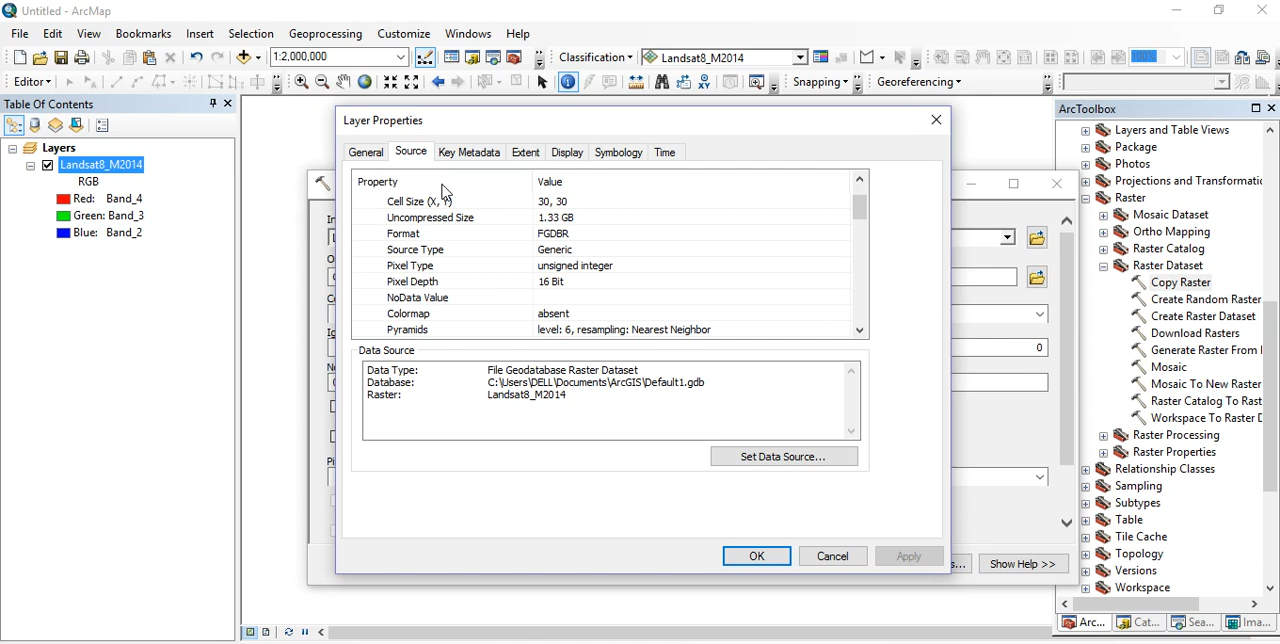 Untitled - ArcMap
File Edit View Bookmarks Insert Selection Geoprocessing Customize Windows Help
1:2,000,000
Classification
Landsat8_M2014
100%
Editor
Snapping
Georeferencing
Table Of Contents
Layers
Landsat8_M2014
RGB
Red: Band_4
Green: Band_3
Blue: Band_2
Layer Properties
General Source Key Metadata Extent Display Symbology Time
Property Value
Cell Size (X, Y) 30, 30
Uncompressed Size 1.33 GB
Format FGDBR
Source Type Generic
Pixel Type unsigned integer
Pixel Depth 16 Bit
NoData Value
Colormap absent
Pyramids level: 6, resampling: Nearest Neighbor
Data Source
Data Type: File Geodatabase Raster Dataset
Database: C:\Users\DELL\Documents\ArcGIS\Default1.gdb
Raster: Landsat8_M2014
Set Data Source...
OK Cancel Apply
0
s... Show Help >>
ArcToolbox
Layers and Table Views
Package
Photos
Projections and Transformatic
Raster
Mosaic Dataset
Ortho Mapping
Raster Catalog
Raster Dataset
Copy Raster
Create Random Raster
Create Raster Dataset
Download Rasters
Generate Raster From
Mosaic
Mosaic To New Raster
Raster Catalog To Rast
Workspace To Raster D
Raster Processing
Raster Properties
Relationship Classes
Sampling
Subtypes
Table
Tile Cache
Topology
Versions
Workspace
Arc... Cat... Sea... Ima...